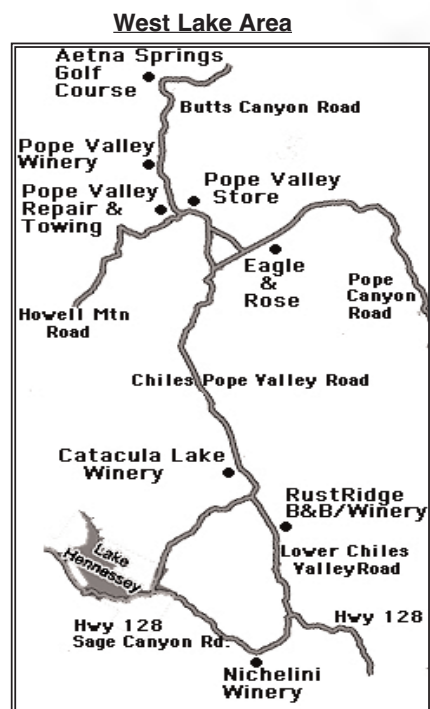 West Lake Area
Aetna Springs
Golf
Course
Butts Canyon Road
Pope Valley
Winery
Pope Valley
Store
Pope Valley
Repair &
Towing
Eagle
&
Rose
Pope
Canyon
Road
Howell Mtn
Road
Chiles Pope Valley Road
Catacula Lake
Winery
RustRidge
B&B/Winery
Lake
Hennessey
Lower Chiles
ValleyRoad
Hwy 128
Sage Canyon Rd.
Hwy 128
Nichelini
Winery